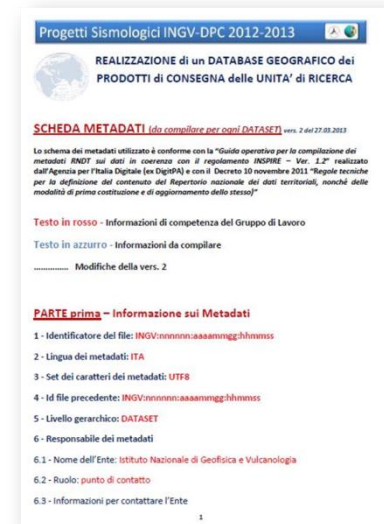 Progetti Sismologici INGV-DPC 2012-2013
REALIZZAZIONE di un DATABASE GEOGRAFICO dei
PRODOTTI di CONSEGNA delle UNITA' di RICERCA
SCHEDA METADATI (da compilare per ogni DATASET) vers. 2 del 27.03.2013
Lo schema dei metadati utilizzato è conforme con la "Guida operativa per la compilazione dei
metadati RNDT sui dati in coerenza con il regolamento INSPIRE – Ver. 1.2" realizzato
dall'Agenzia per l'Italia Digitale (ex DigitPA) e con il Decreto 10 novembre 2011 "Regole tecniche
per la definizione del contenuto del Repertorio nazionale dei dati territoriali, nonché delle
modalità di prima costituzione e di aggiornamento dello stesso)"
Testo in rosso - Informazioni di competenza del Gruppo di Lavoro
Testo in azzurro - Informazioni da compilare
............... Modifiche della vers. 2
PARTE prima – Informazione sui Metadati
1 - Identificatore del file: INGV:nnnnnn:aaaammgg:hhmmss
2 - Lingua dei metadati: ITA
3 - Set dei caratteri dei metadati: UTF8
4 - Id file precedente: INGV:nnnnnn:aaaammgg:hhmmss
5 - Livello gerarchico: DATASET
6 - Responsabile dei metadati
6.1 - Nome dell'Ente: Istituto Nazionale di Geofisica e Vulcanologia
6.2 - Ruolo: punto di contatto
6.3 - Informazioni per contattare l'Ente
1